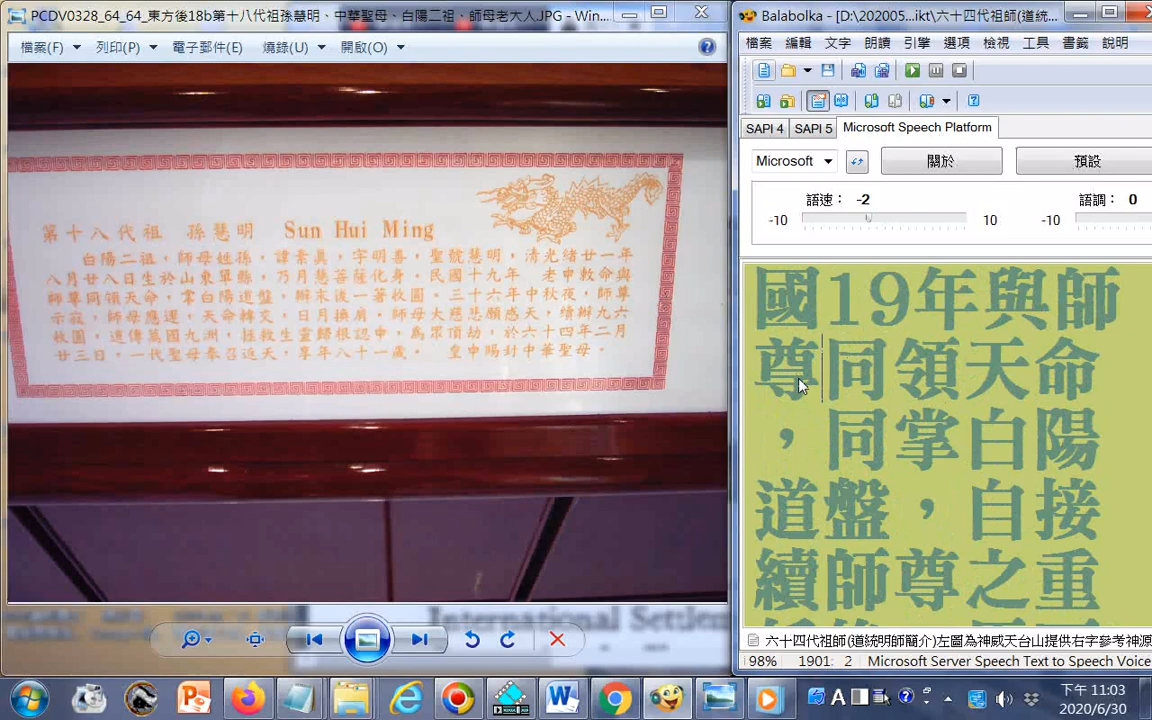 PCDV0328_64_64_東方後18b第十八代祖孫慧明、中華聖母、白陽二祖、師母老大人.JPG - Win...
檔案(F) 列印(P) 電子郵件(E) 燒錄(U) 開啟(O)
第十八代祖 孫慧明 Sun Hui Ming
白陽二祖，師母姓孫，諱素眞，字明善，聖號慧明，清光緒廿一年
八月廿八日生於山東單縣，乃月慧菩薩化身。民國十九年 老申敕命與
師尊同領天命，掌白陽道盤，辦末後一著收圓。三十六年中秋夜，師尊
示寂，師母應運，天命轉交，日月換肩。師母大慈悲願感天，續辦九六
收圓，道傳萬國九洲，拯救生靈歸根認申，為眾頂劫，於六十四年二月
廿三日，一代聖母奉召返天，享年八十一歲。 皇申賜封中華聖母。
International Settlem
Balabolka - [D:\202005...ikt\六十四代祖師(道統...
檔案 編輯 文字 朗讀 引擎 選項 檢視 工具 書籤 說明
SAPI 4 SAPI 5 Microsoft Speech Platform
Microsoft 關於 預設
語速： -2 語調： 0
-10 10 -10
國19年與師
尊同領天命
，同掌白陽
道盤，自接
續師尊之重
六十四代祖師(道統明師簡介)左圖為神威天台山提供右字參考神源
98% 1901: 2 Microsoft Server Speech Text to Speech Voice
下午 11:03
2020/6/30